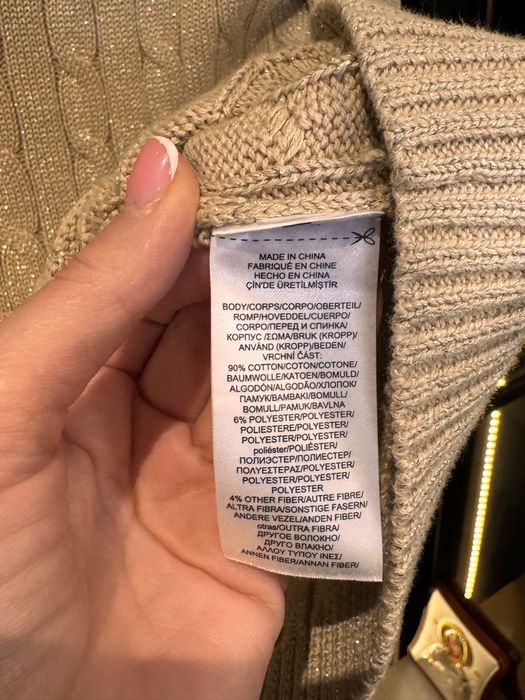 MADE IN CHINA
FABRIQUÉ EN CHINE
HECHO EN CHINA
ÇİN'DE ÜRETİLMİŞTİR
BODY/CORPS/CORPO/OBERTEIL/
ROMP/HOVEDDEL/CUERPO/
CORPO/ПЕРЕД И СПИНКА/
КОРПУС /ΣΩΜΑ/BRUK (KROPP)/
ANVÄND (KROPP)/BEDEN/
VRCHNÍ ČÁST:
90% COTTON/COTON/COTONE/
BAUMWOLLE/KATOEN/BOMULD/
ALGODÓN/ALGODÃO/ХЛОПОК/
ПАМУК/ΒΑΜΒΑΚΙ/BOMULL/
BOMULL/PAMUK/BAVLNA
6% POLYESTER/POLYESTER/
POLIESTERE/POLYESTER/
POLYESTER/POLYESTER/
poliéster/POLIÉSTER/
ПОЛИЭСТЕР/ПОЛИЕСТЕР/
ΠΟΛΥΕΣΤΕΡΑΣ/POLYESTER/
POLYESTER/POLYESTER/
POLYESTER
4% OTHER FIBER/AUTRE FIBRE/
ALTRA FIBRA/SONSTIGE FASERN/
ANDERE VEZEL/ANDEN FIBER/
otras/OUTRA FIBRA/
ДРУГОЕ ВОЛОКНО/
ДРУГО ВЛАКНО/
ΑΛΛΟΥ ΤΥΠΟΥ ΙΝΕΣ/
ANNEN FIBER/ANNAN FIBER/